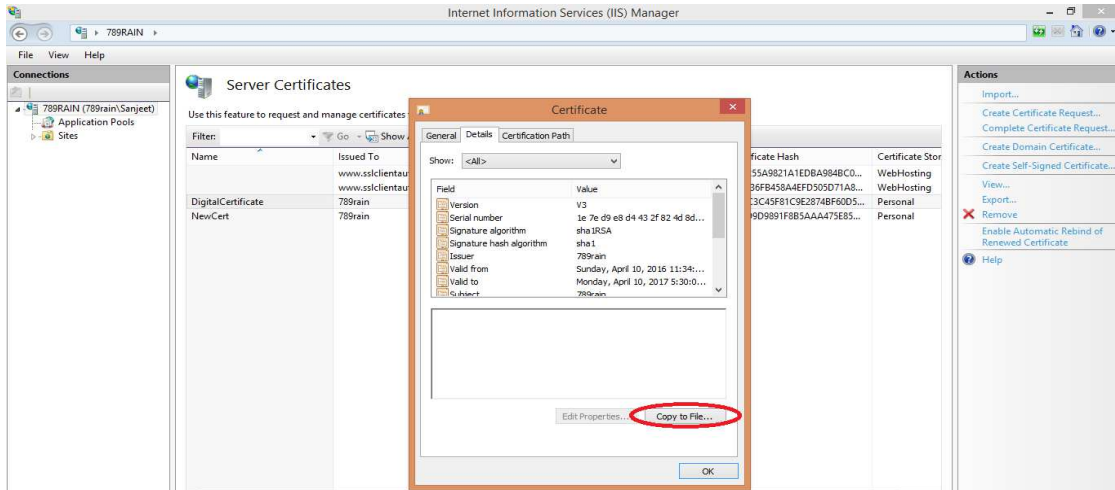 Internet Information Services (IIS) Manager
789RAIN
File View Help
Connections
789RAIN (789rain\Sanjeet)
Application Pools
Sites
Server Certificates
Use this feature to request and manage certificates
Filter: Go Show
Name Issued To
www.sslclientau
www.sslclientau
DigitalCertificate 789rain
NewCert 789rain
Certificate
General Details Certification Path
Show: <All>
Field Value
Version V3
Serial number 1e 7e d9 e8 d4 43 2f 82 4d 8d...
Signature algorithm sha1RSA
Signature hash algorithm sha1
Issuer 789rain
Valid from Sunday, April 10, 2016 11:34:...
Valid to Monday, April 10, 2017 5:30:0...
Subject 789rain
Edit Properties... Copy to File...
OK
ificate Hash Certificate Stor
55A9821A1EDBA984BC0... WebHosting
36FB458A4EFD505D71A8... WebHosting
C3C45F81C9E2874BF60D5... Personal
9D9891F8B5AAA475E85... Personal
Actions
Import...
Create Certificate Request...
Complete Certificate Request...
Create Domain Certificate...
Create Self-Signed Certificate...
View...
Export...
Remove
Enable Automatic Rebind of
Renewed Certificate
Help